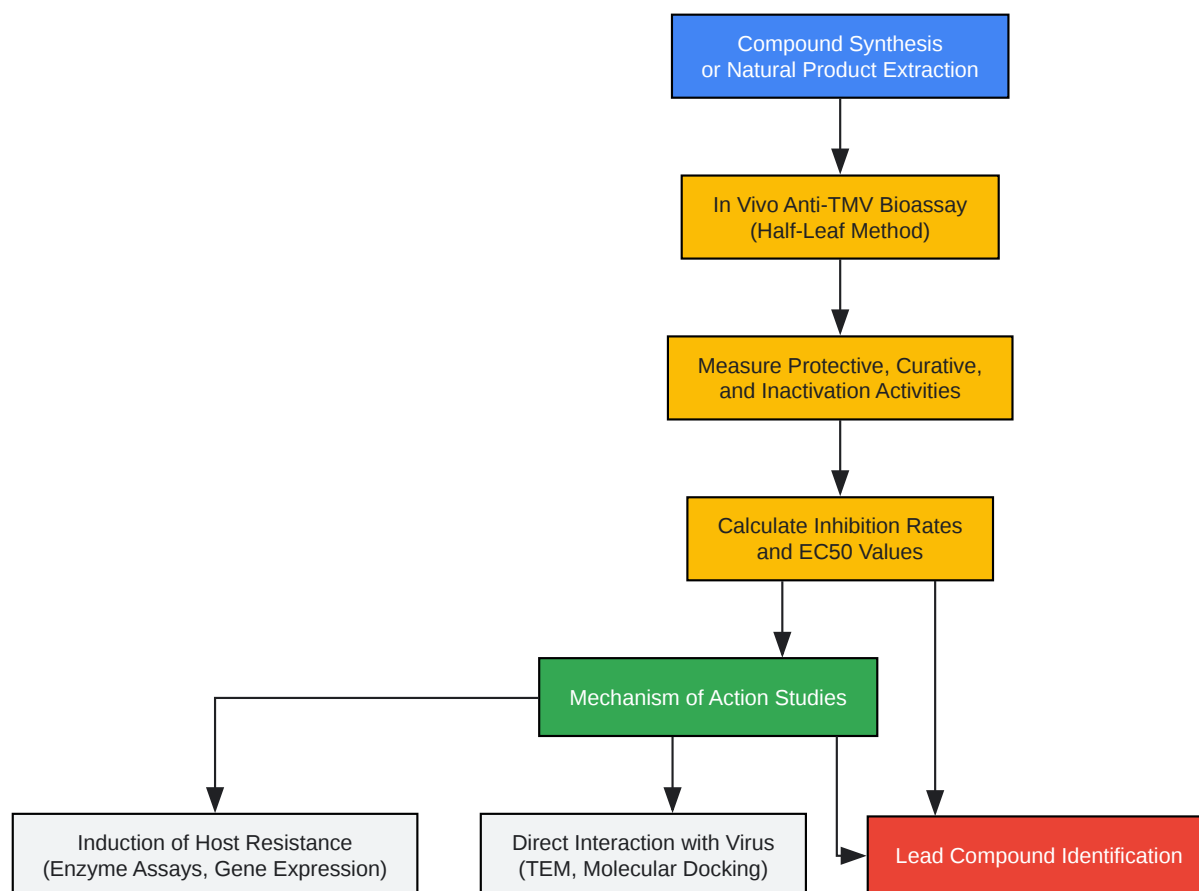 Compound Synthesis
or Natural Product Extraction
In Vivo Anti-TMV Bioassay
(Half-Leaf Method)
Measure Protective, Curative,
and Inactivation Activities
Calculate Inhibition Rates
and EC50 Values
Mechanism of Action Studies
Induction of Host Resistance
(Enzyme Assays, Gene Expression)
Direct Interaction with Virus
(TEM, Molecular Docking)
Lead Compound Identification